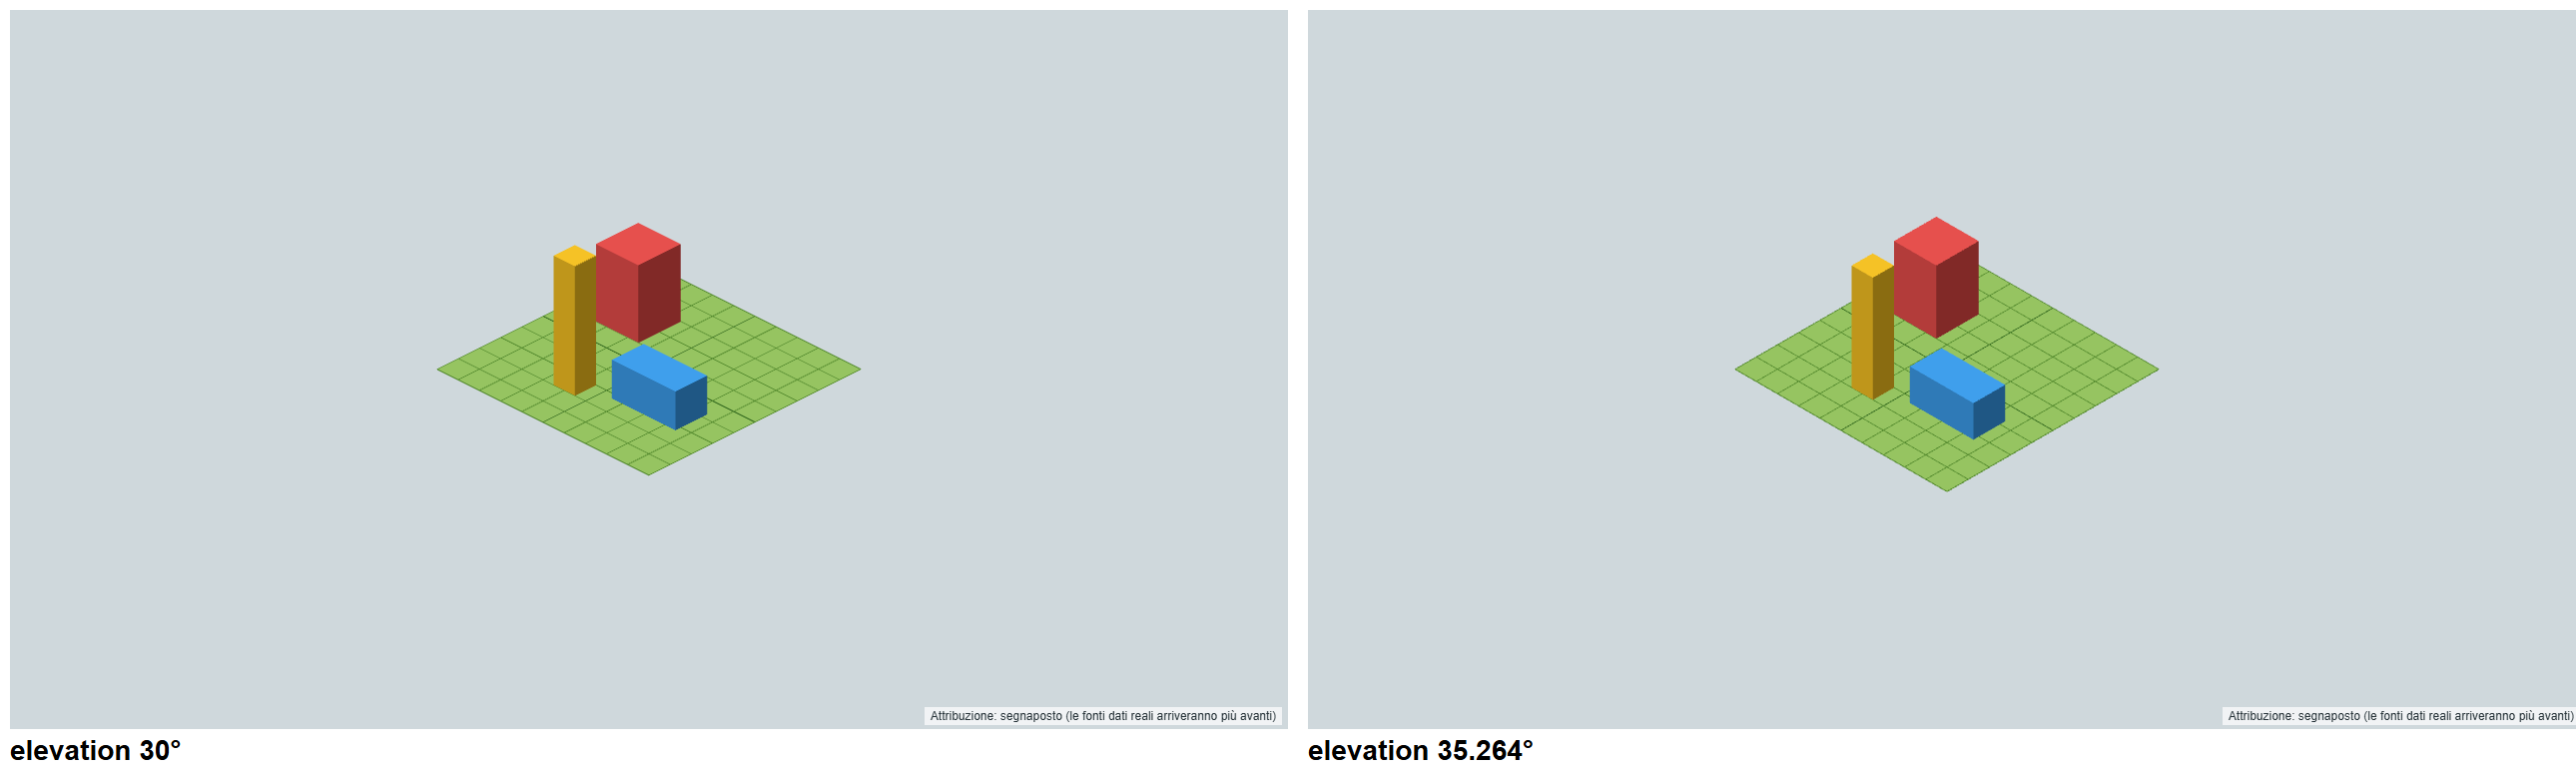 Attribuzione: segnaposto (le fonti dati reali arriveranno più avanti)
Attribuzione: segnaposto (le fonti dati reali arriveranno più avanti)
elevation 30°
elevation 35.264°